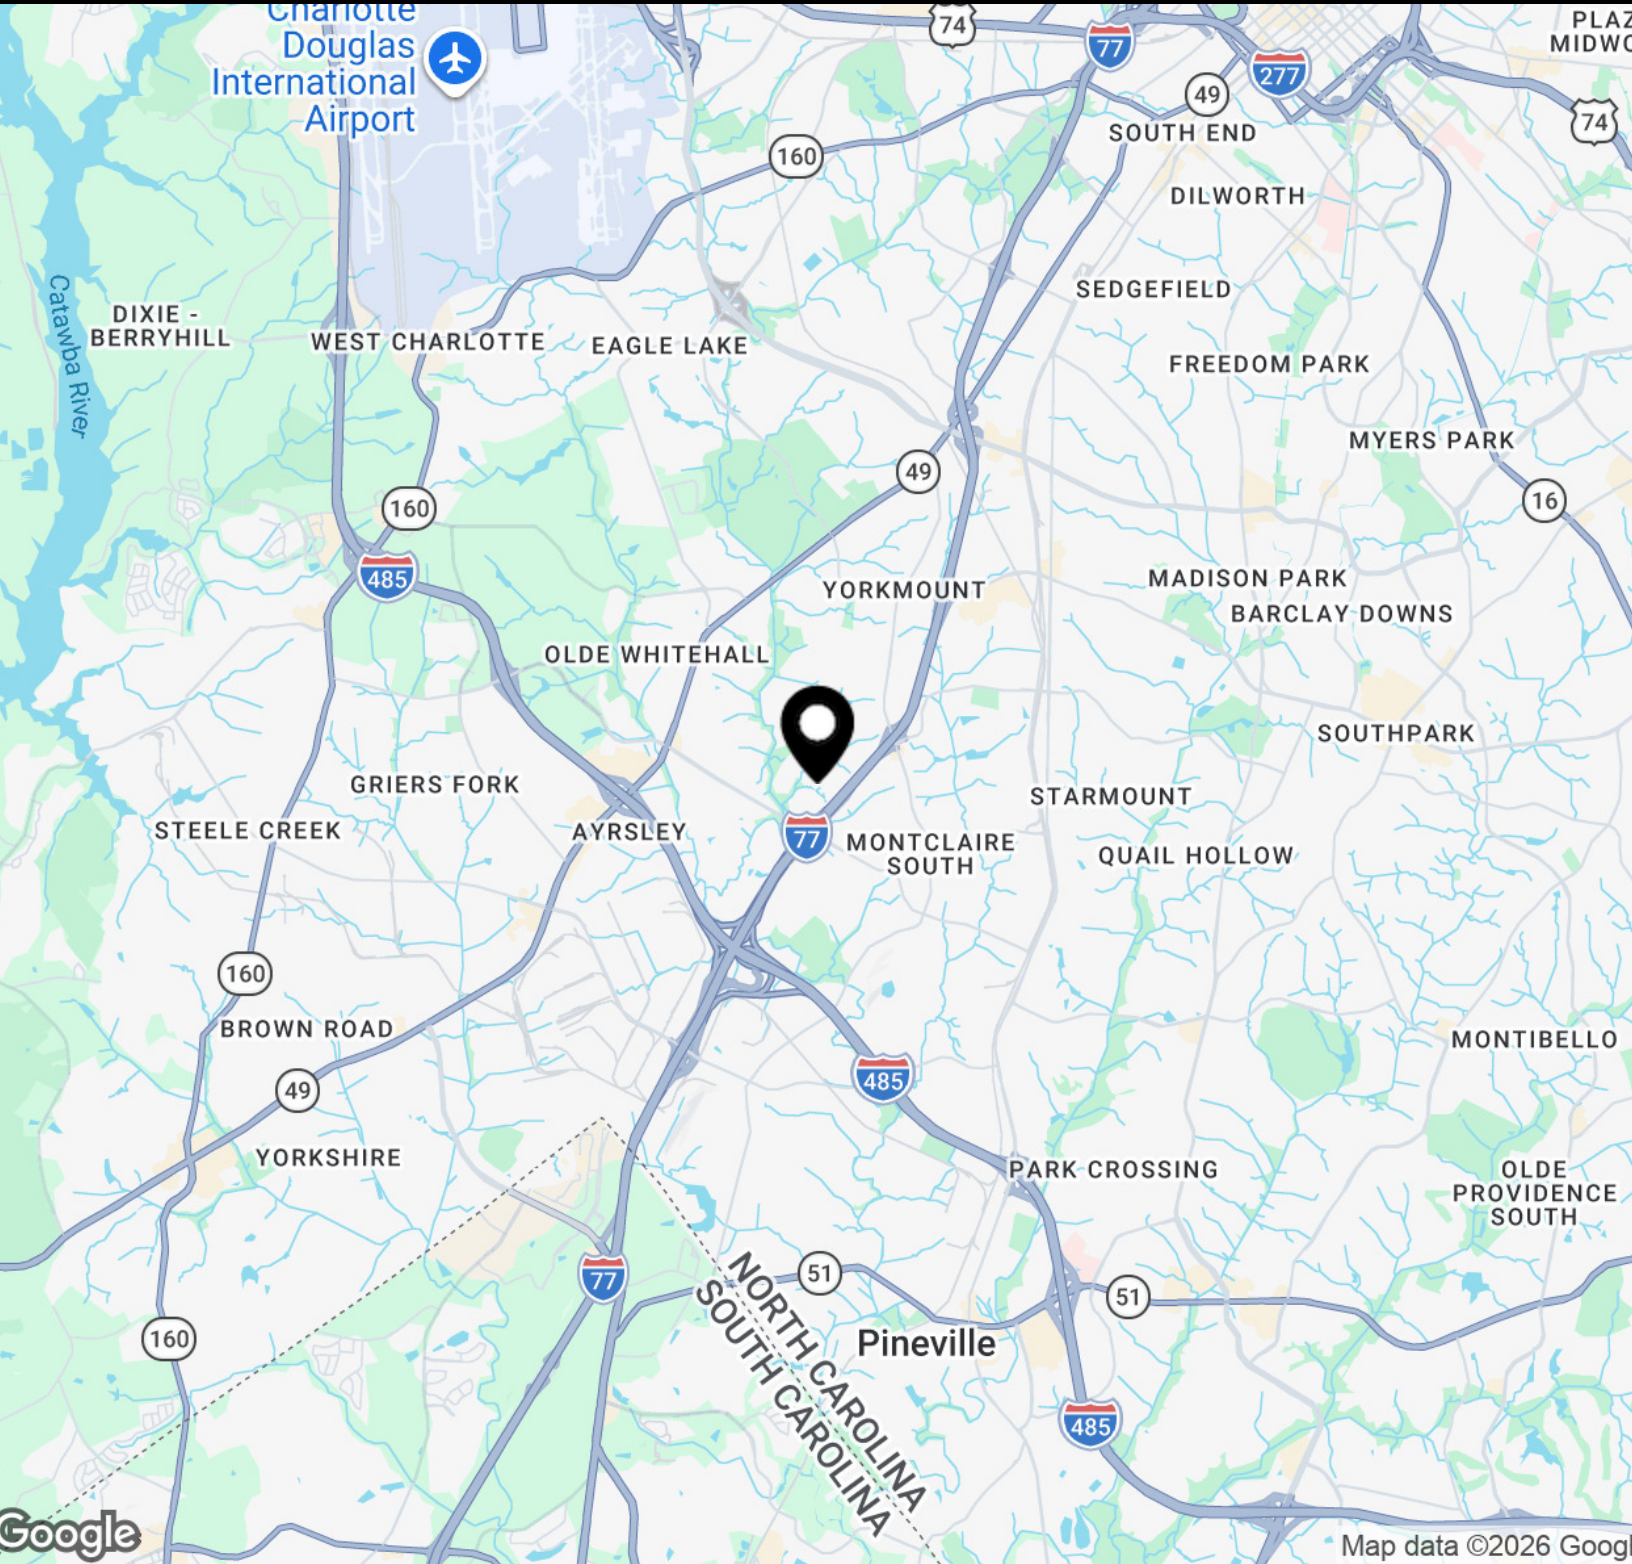 Charlotte
Douglas
International
Airport
74
77
277
49
PLAZ
MIDWO
74
SOUTH END
160
DILWORTH
Catawba River
SEDGEFIELD
DIXIE -
BERRYHILL
WEST CHARLOTTE
EAGLE LAKE
FREEDOM PARK
MYERS PARK
49
16
160
485
YORKMOUNT
MADISON PARK
BARCLAY DOWNS
OLDE WHITEHALL
SOUTHPARK
GRIERS FORK
STARMOUNT
STEELE CREEK
AYRSLEY
77
MONTCLAIRE
SOUTH
QUAIL HOLLOW
160
BROWN ROAD
MONTIBELLO
49
485
YORKSHIRE
PARK CROSSING
OLDE
PROVIDENCE
SOUTH
77
51
51
NORTH CAROLINA
SOUTH CAROLINA
160
Pineville
485
Google
Map data ©2026 Googl